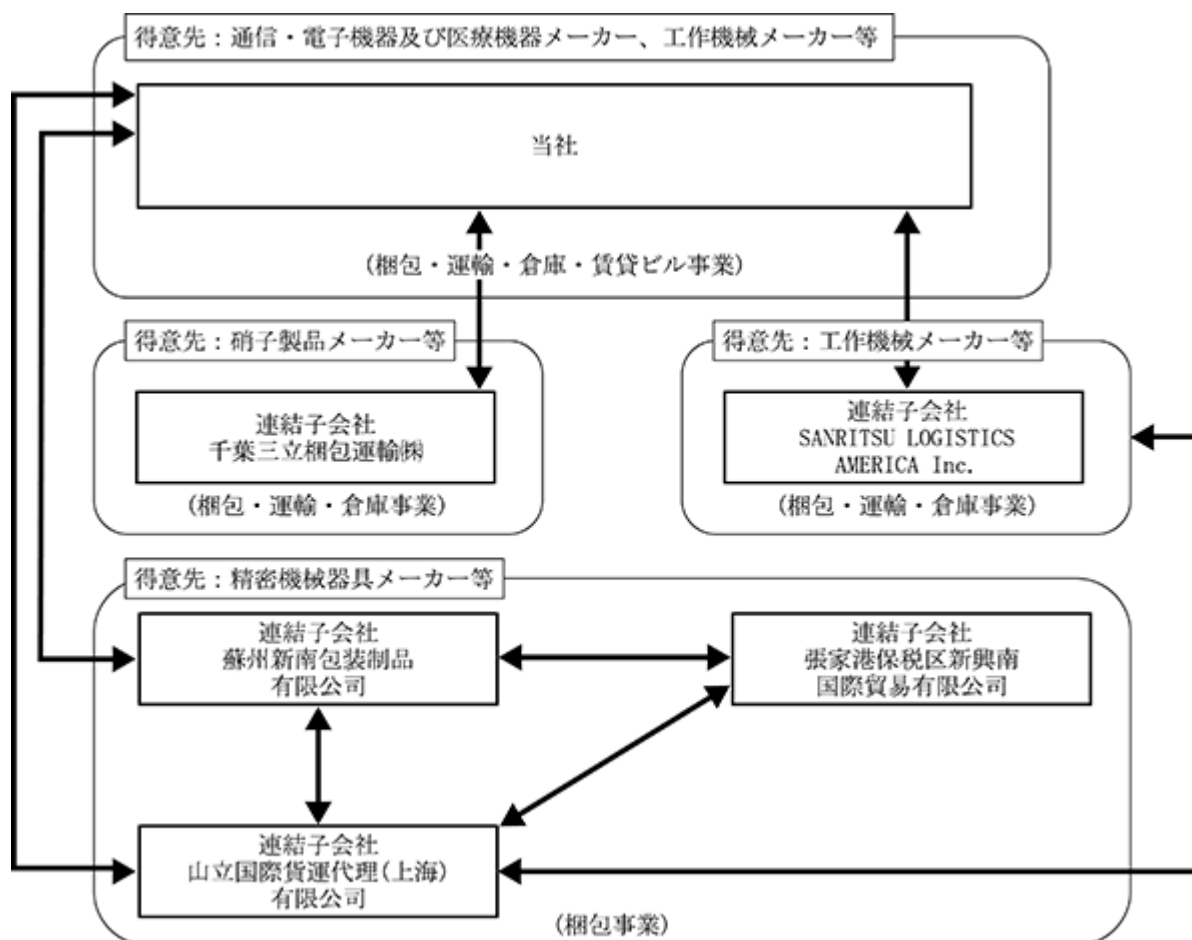 得意先：通信・電子機器及び医療機器メーカー、工作機械メーカー等
当社
(梱包・運輸・倉庫・賃貸ビル事業)
得意先：硝子製品メーカー等
連結子会社
千葉三立梱包運輸㈱
(梱包・運輸・倉庫事業)
得意先：工作機械メーカー等
連結子会社
SANRITSU LOGISTICS
AMERICA Inc.
(梱包・運輸・倉庫事業)
得意先：精密機械器具メーカー等
連結子会社
蘇州新南包装制品
有限公司
連結子会社
張家港保税区新興南
国際貿易有限公司
連結子会社
山立国際貨運代理(上海)
有限公司
(梱包事業)